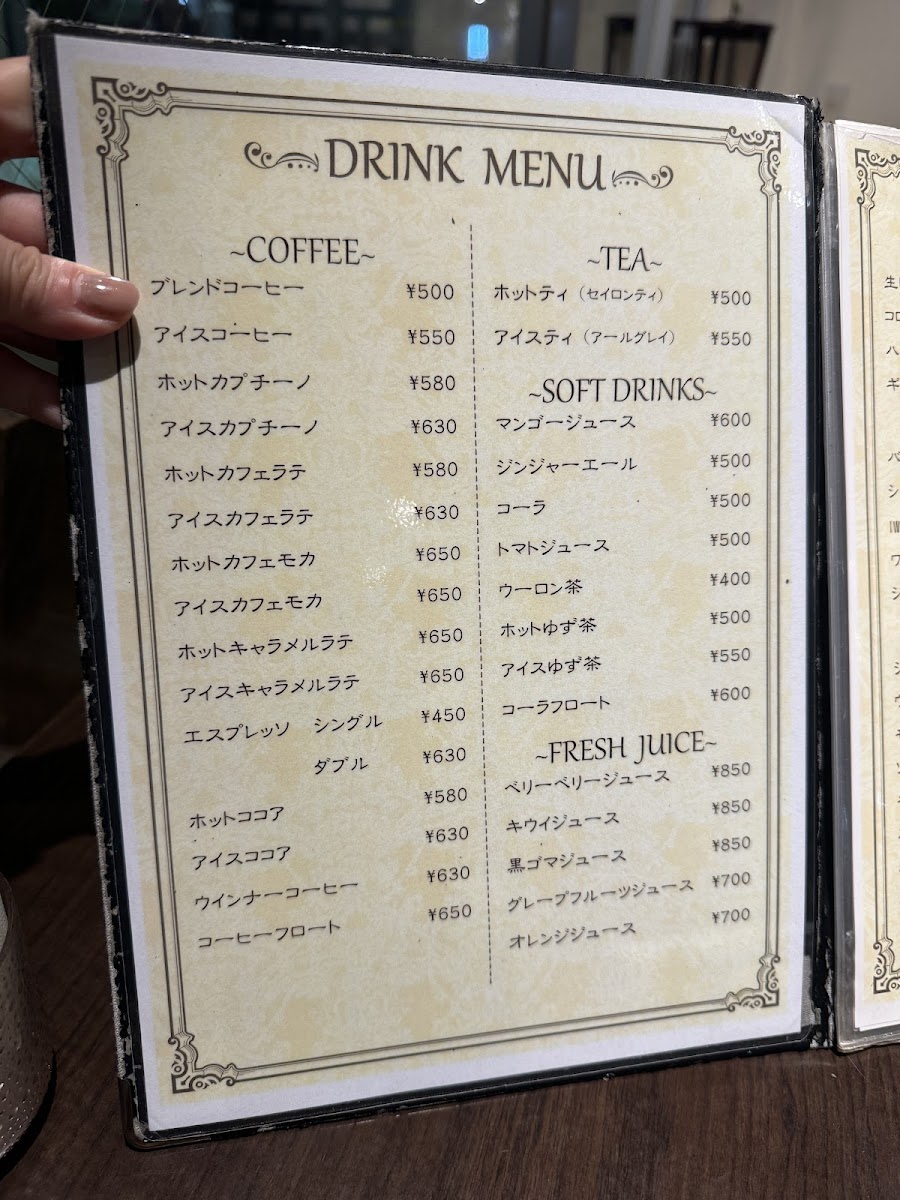 DRINK MENU
~COFFEE~
ブレンドコーヒー ¥500
アイスコーヒー ¥550
ホットカプチーノ ¥580
アイスカプチーノ ¥630
ホットカフェラテ ¥580
アイスカフェラテ ¥630
ホットカフェモカ ¥650
アイスカフェモカ ¥650
ホットキャラメルラテ ¥650
アイスキャラメルラテ ¥650
エスプレッソ シングル ¥450
ダブル ¥630
ホットココア ¥580
アイスココア ¥630
ウインナーコーヒー ¥630
コーヒーフロート ¥650
~TEA~
ホットティ（セイロンティ） ¥500
アイスティ（アールグレイ） ¥550
~SOFT DRINKS~
マンゴージュース ¥600
ジンジャーエール ¥500
コーラ ¥500
トマトジュース ¥500
ウーロン茶 ¥400
ホットゆず茶 ¥500
アイスゆず茶 ¥550
コーラフロート ¥600
~FRESH JUICE~
ベリーベリージュース ¥850
キウイジュース ¥850
黒ゴマジュース ¥850
グレープフルーツジュース ¥700
オレンジジュース ¥700